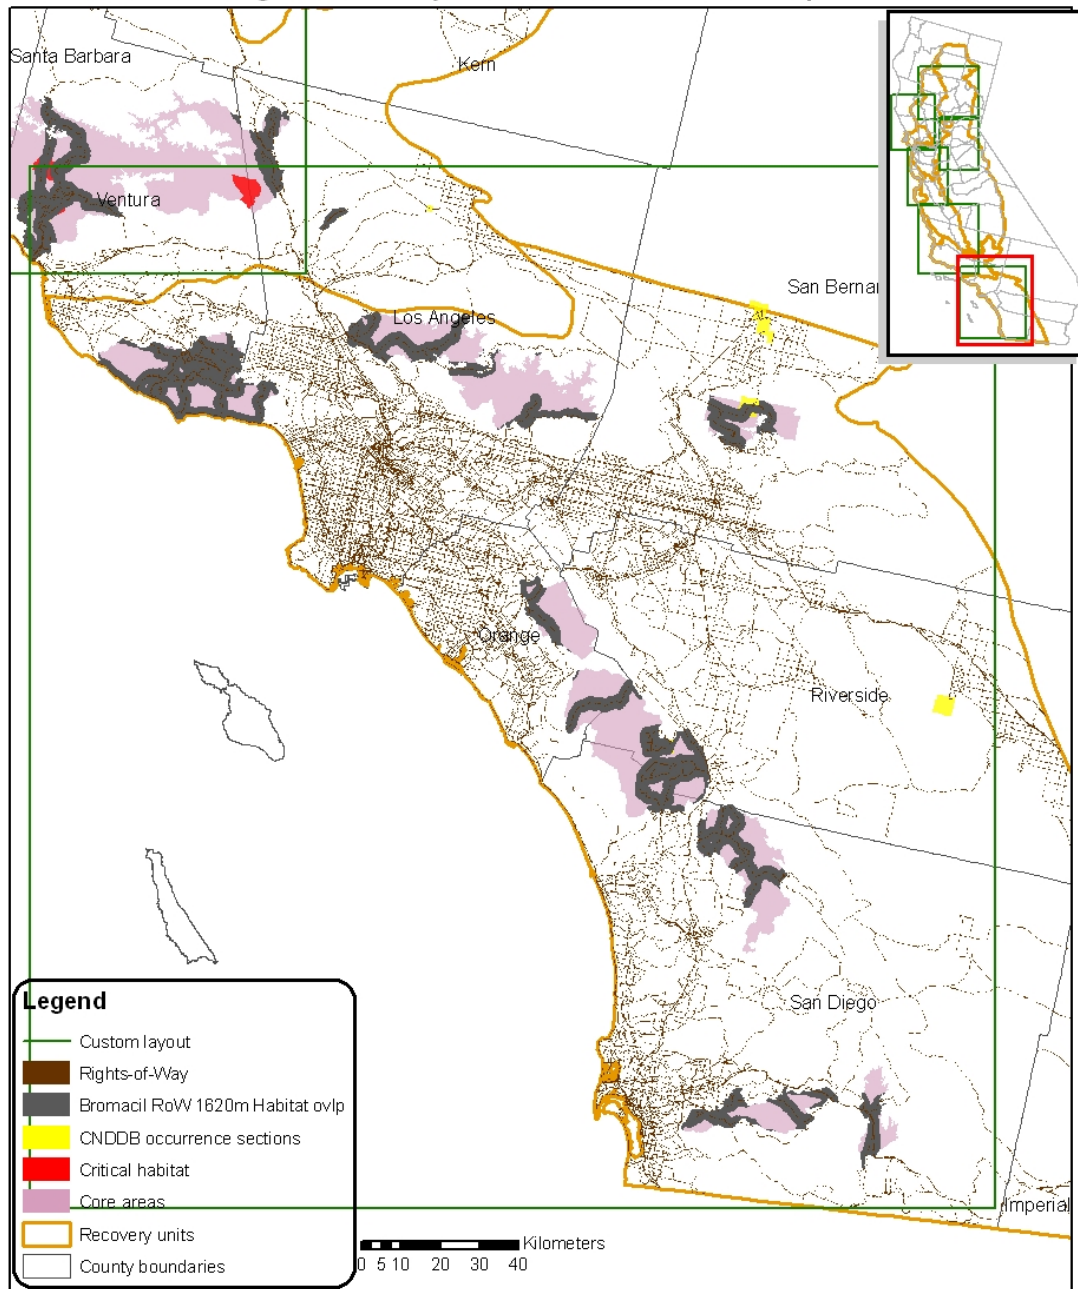 Santa Barbara
Kern
Ventura
San Bernar
Los Angeles
Orange
Riverside
San Diego
Imperial
Legend
Custom layout
Rights-of-Way
Bromacil RoW 1620m Habitat ovlp
CNDDB occurrence sections
Critical habitat
Core areas
Recovery units
County boundaries
Kilometers
0 5 10 20 30 40